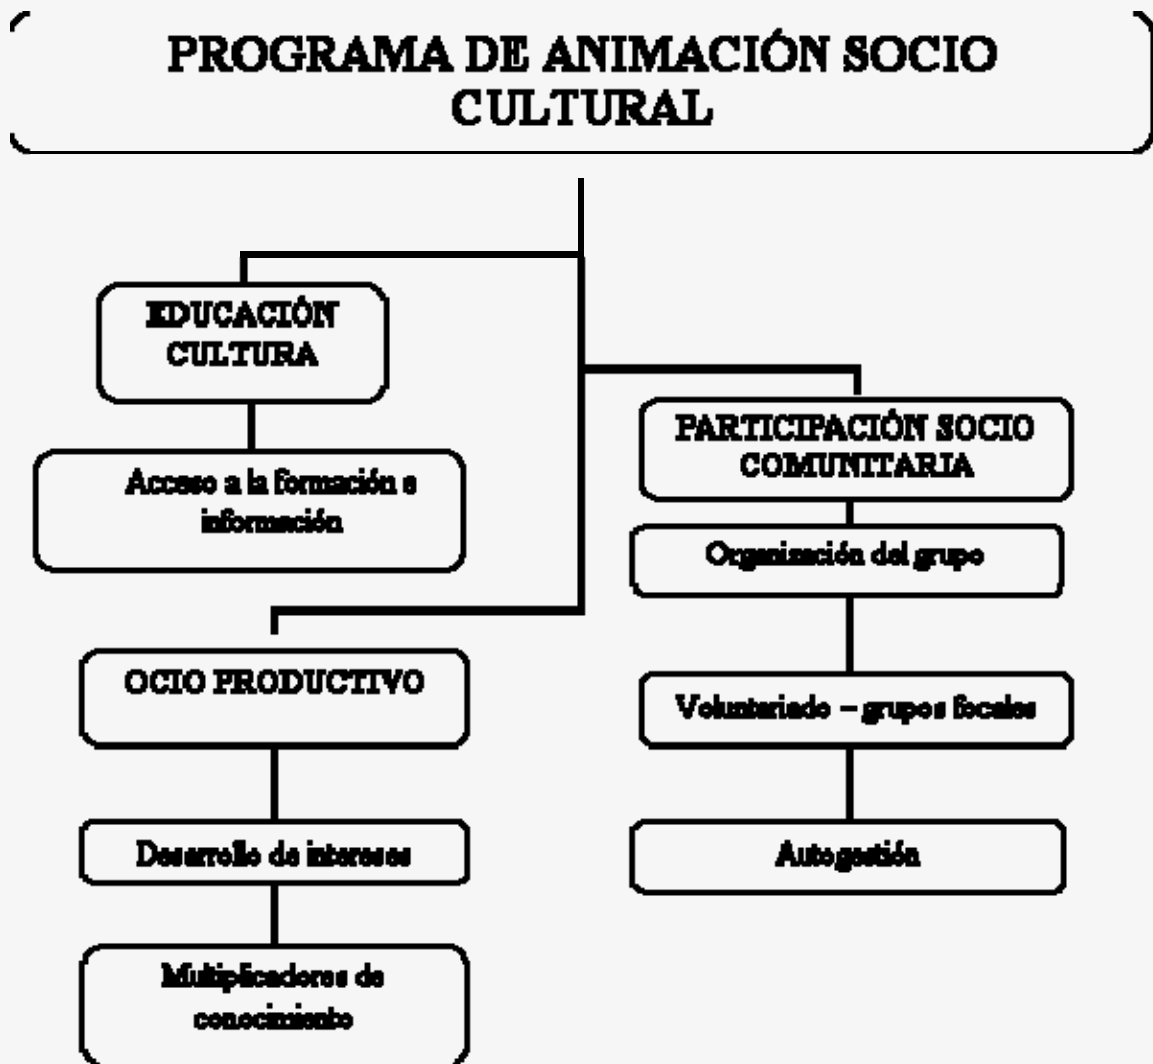 PROGRAMA DE ANIMACIÓN SOCIO
CULTURAL
EDUCACIÓN
CULTURA
Acceso a la formación e
información
PARTICIPACIÓN SOCIO
COMUNITARIA
Organización del grupo
Voluntariado – grupos focales
Autogestión
OCIO PRODUCTIVO
Desarrollo de intereses
Multiplicadores de
conocimiento